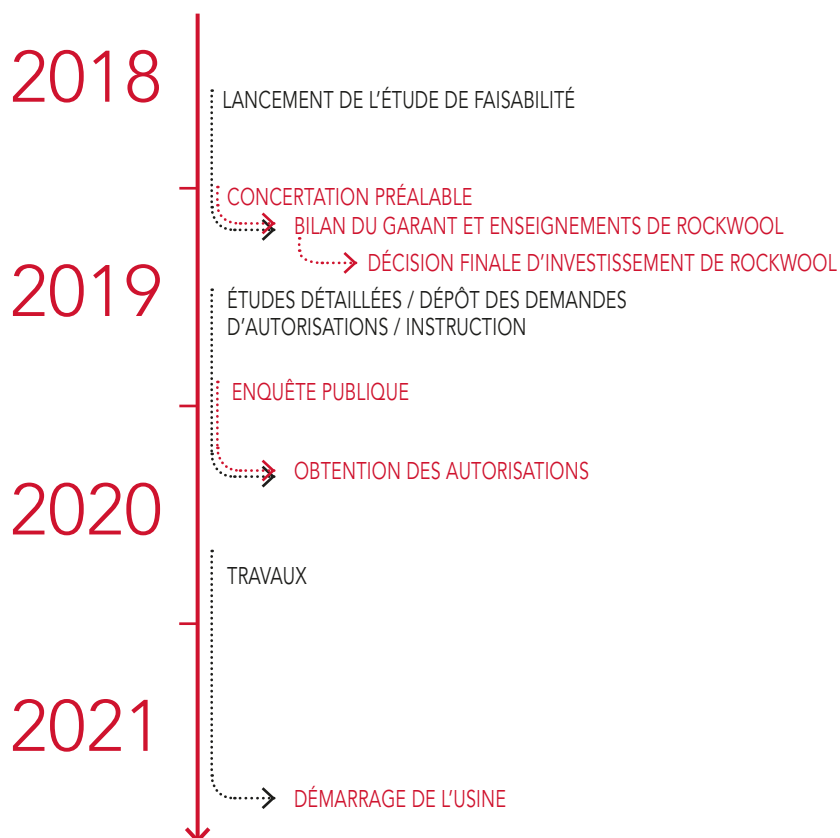 2018
LANCEMENT DE L’ÉTUDE DE FAISABILITÉ
CONCERTATION PRÉALABLE
BILAN DU GARANT ET ENSEIGNEMENTS DE ROCKWOOL
DÉCISION FINALE D’INVESTISSEMENT DE ROCKWOOL
2019
ÉTUDES DÉTAILLÉES / DÉPÔT DES DEMANDES
D’AUTORISATIONS / INSTRUCTION
ENQUÊTE PUBLIQUE
OBTENTION DES AUTORISATIONS
2020
TRAVAUX
2021
DÉMARRAGE DE L’USINE